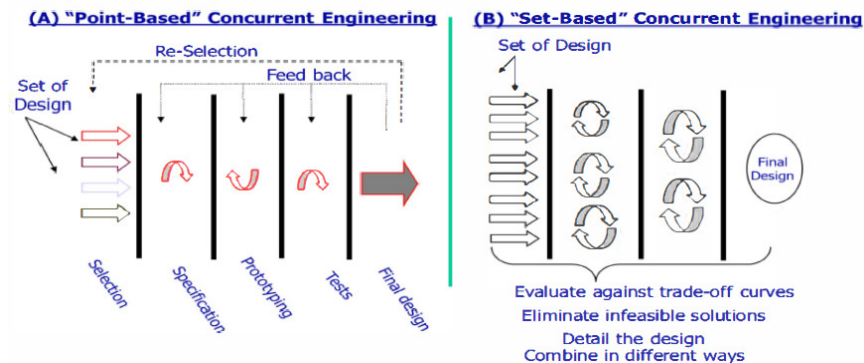 (A) “Point-Based” Concurrent Engineering
Re-Selection
Feed back
Set of
Design
Selection
Specification
Prototyping
Tests
Final design
(B) “Set-Based” Concurrent Engineering
Set of Design
Final
Design
Evaluate against trade-off curves
Eliminate infeasible solutions
Detail the design
Combine in different ways